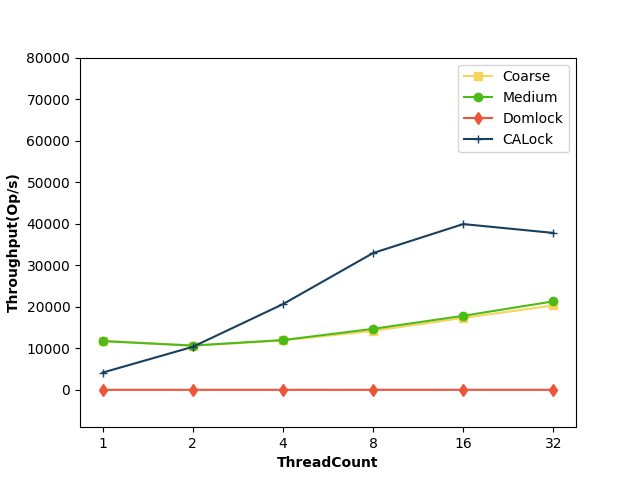 80000
70000
60000
50000
40000
30000
20000
10000
0
Throughput(Op/s)
Coarse
Medium
Domlock
CALock
1 2 4 8 16 32
ThreadCount